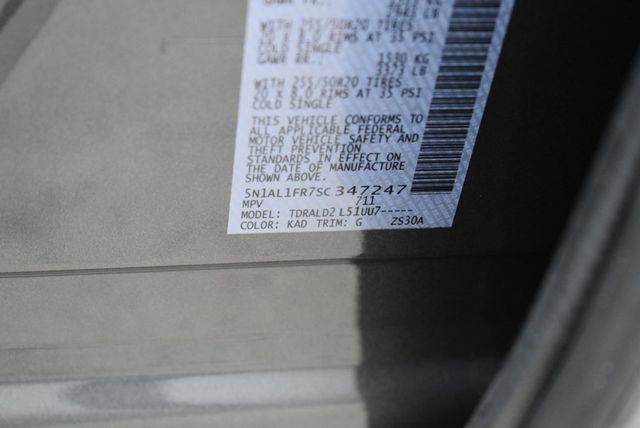 WITH 255/50R20 TIRES
20 X 8.0 RIMS AT 35 PSI
COLD SINGLE
GAWR RR.: 1530 KG
3373 LB
WITH 255/50R20 TIRES
20 X 8.0 RIMS AT 35 PSI
COLD SINGLE
THIS VEHICLE CONFORMS TO
ALL APPLICABLE FEDERAL
MOTOR VEHICLE SAFETY AND
THEFT PREVENTION
STANDARDS IN EFFECT ON
THE DATE OF MANUFACTURE
SHOWN ABOVE.
5N1AL1FR7SC 347247
MPV 711
MODEL: TDRALD2 L51UU7-----
COLOR: KAD TRIM: G ZS30A